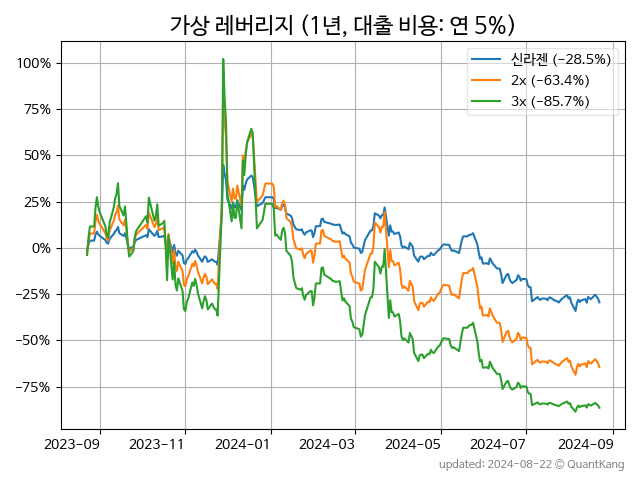 가상 레버리지 (1년, 대출 비용: 연 5%)
신라젠 (−28.5%)
2x (−63.4%)
3x (−85.7%)
100%
75%
50%
25%
0%
−25%
−50%
−75%
2023-09 2023-11 2024-01 2024-03 2024-05 2024-07 2024-09
updated: 2024-08-22 © QuantKang